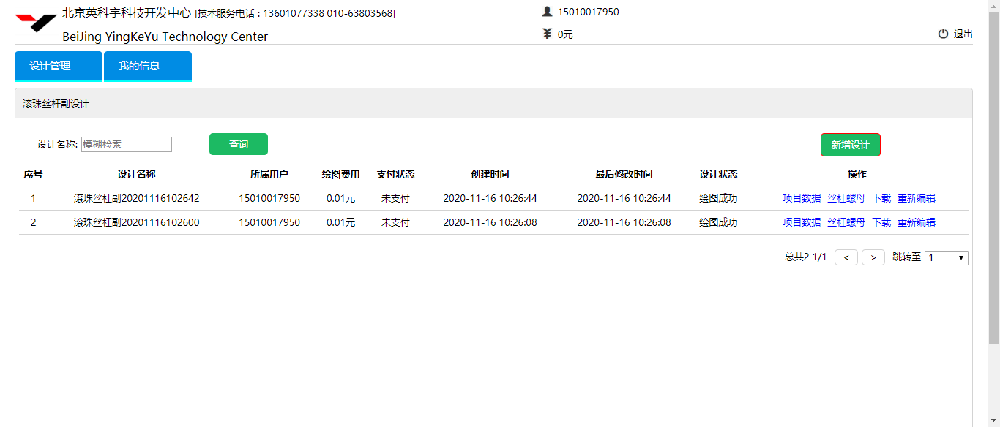 北京英科宇科技开发中心 [技术服务电话 : 13601077338 010-63803568]
15010017950
BeiJing YingKeYu Technology Center
0元
退出
设计管理 我的信息
滚珠丝杆副设计
设计名称: 模糊检索 查询 新增设计
序号 设计名称 所属用户 绘图费用 支付状态 创建时间 最后修改时间 设计状态 操作
1 滚珠丝杠副20201116102642 15010017950 0.01元 未支付 2020-11-16 10:26:44 2020-11-16 10:26:44 绘图成功 项目数据 丝杠螺母 下载 重新编辑
2 滚珠丝杠副20201116102600 15010017950 0.01元 未支付 2020-11-16 10:26:08 2020-11-16 10:26:08 绘图成功 项目数据 丝杠螺母 下载 重新编辑
总共2 1/1 < > 跳转至 1